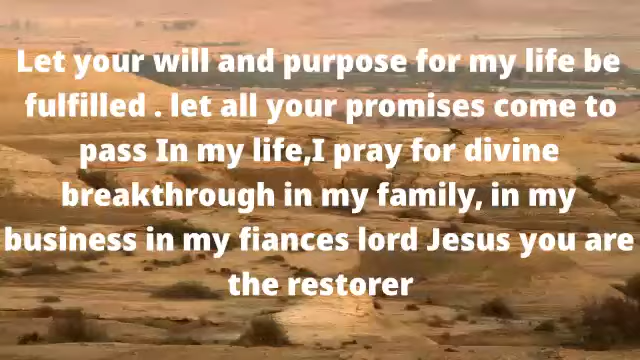 Let your will and purpose for my life be
fulfilled . let all your promises come to
pass In my life,I pray for divine
breakthrough in my family, in my
business in my fiances lord Jesus you are
the restorer